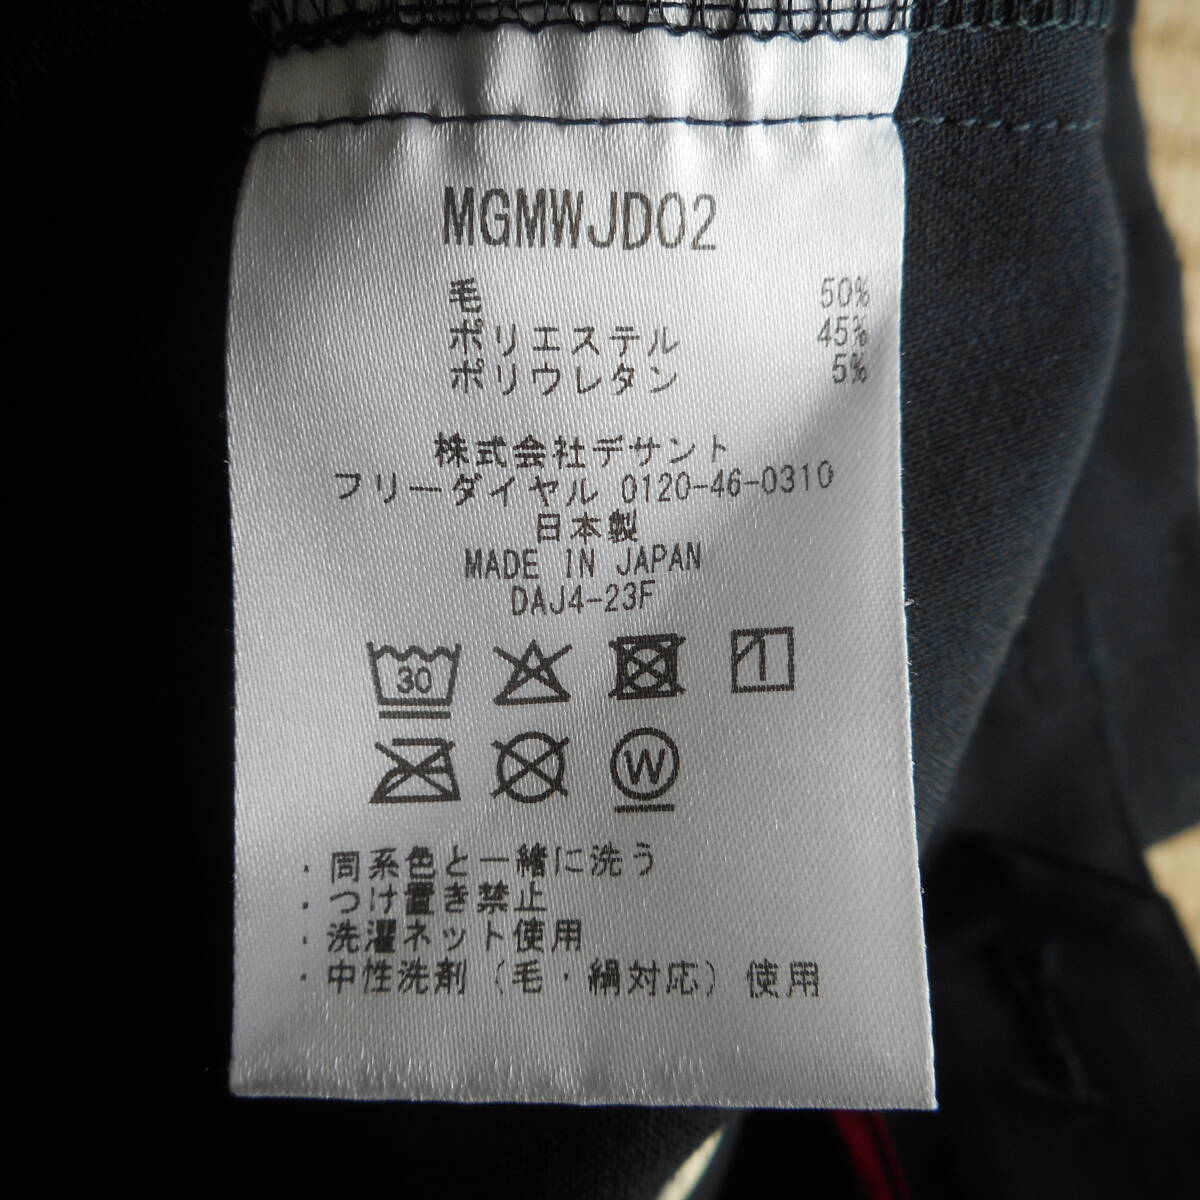 MGMWJD02
毛 50%
ポリエステル 45%
ポリウレタン 5%
株式会社デサント
フリーダイヤル 0120-46-0310
日本製
MADE IN JAPAN
DAJ4-23F
30
W
・同系色と一緒に洗う
・つけ置き禁止
・洗濯ネット使用
・中性洗剤（毛・絹対応）使用